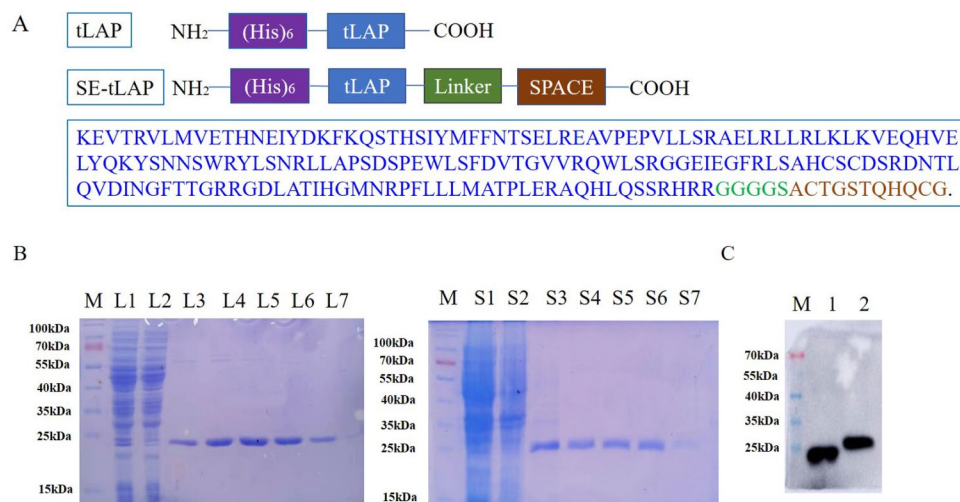 A
tLAP NH2 (His)6 tLAP COOH
SE-tLAP NH2 (His)6 tLAP Linker SPACE COOH
KEVTRVLMVETHNEIYDKFKQSTHSIYMFFNTSELREAVPEPVLLSRAELRLLRLKLKVEQHVE
LYQKYSNNSWRYLSNRLLAPSDSPEWLSFDVTGVVRQWLSRGGEIEGFRLSAHCSCDSRDNTL
QVDINGFTTGRRGDLATIHGMNRPFLLLMATPLERAQHLQSSRHRRGGGGSACTGSTQHQCG.
B
M L1 L2 L3 L4 L5 L6 L7
100kDa
70kDa
55kDa
40kDa
35kDa
25kDa
15kDa
M S1 S2 S3 S4 S5 S6 S7
100kDa
70kDa
55kDa
40kDa
35kDa
25kDa
15kDa
C
M 1 2
70kDa
55kDa
40kDa
35kDa
25kDa